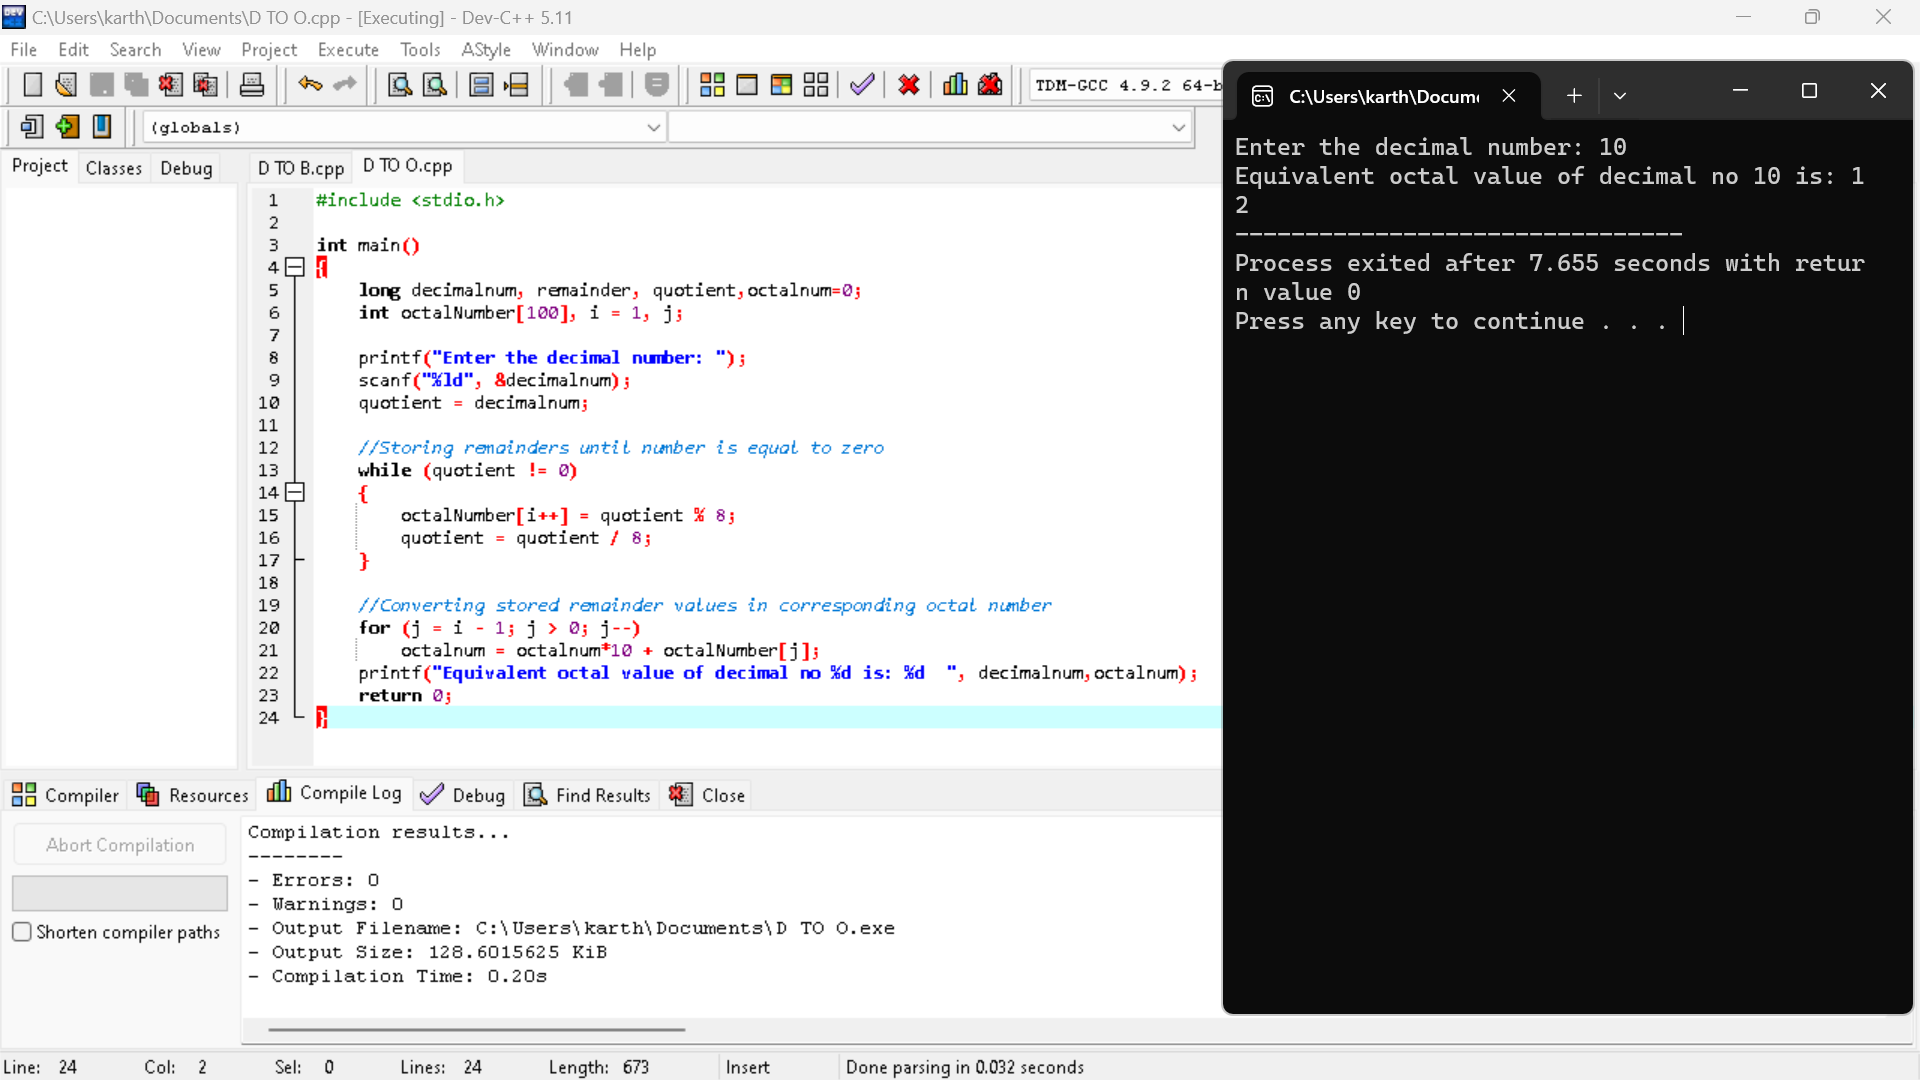 C:\Users\karth\Documents\D TO O.cpp - [Executing] - Dev-C++ 5.11
File Edit Search View Project Execute Tools AStyle Window Help
TDM-GCC 4.9.2 64-b
(globals)
Project Classes Debug
D TO B.cpp D TO O.cpp
1 #include <stdio.h>
2
3 int main()
4 {
5 long decimalnum, remainder, quotient,octalnum=0;
6 int octalNumber[100], i = 1, j;
7
8 printf("Enter the decimal number: ");
9 scanf("%ld", &decimalnum);
10 quotient = decimalnum;
11
12 //Storing remainders until number is equal to zero
13 while (quotient != 0)
14 {
15 octalNumber[i++] = quotient % 8;
16 quotient = quotient / 8;
17 }
18
19 //Converting stored remainder values in corresponding octal number
20 for (j = i - 1; j > 0; j--)
21 octalnum = octalnum*10 + octalNumber[j];
22 printf("Equivalent octal value of decimal no %d is: %d  ", decimalnum,octalnum);
23 return 0;
24 }
C:\Users\karth\Docum
Enter the decimal number: 10
Equivalent octal value of decimal no 10 is: 1
2
--------------------------------
Process exited after 7.655 seconds with retur
n value 0
Press any key to continue . . .
Compiler Resources Compile Log Debug Find Results Close
Abort Compilation
Shorten compiler paths
Compilation results...
--------
- Errors: 0
- Warnings: 0
- Output Filename: C:\Users\karth\Documents\D TO O.exe
- Output Size: 128.6015625 KiB
- Compilation Time: 0.20s
Line: 24 Col: 2 Sel: 0 Lines: 24 Length: 673 Insert Done parsing in 0.032 seconds